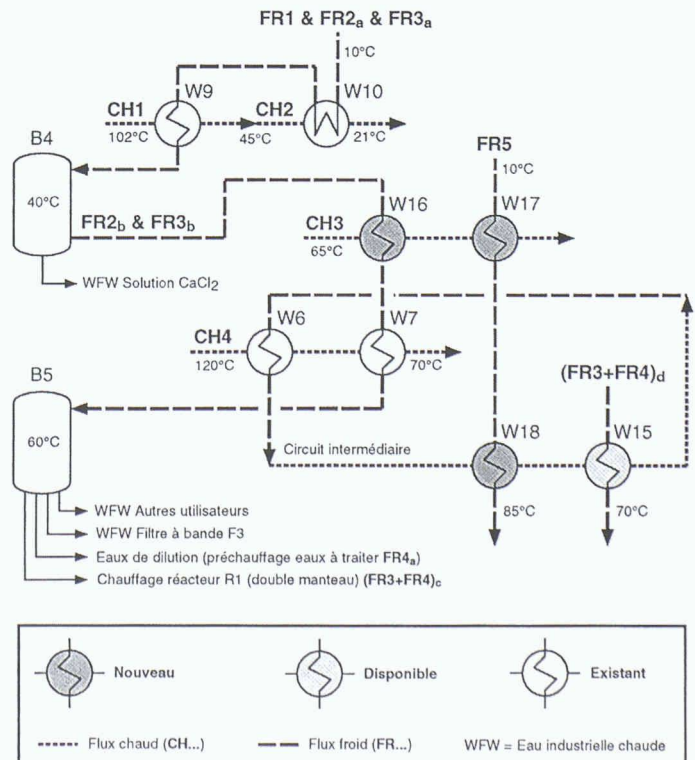 FR1 & FR2a & FR3a
10°C
W9
W10
CH1
CH2
102°C
45°C
21°C
B4
40°C
FR5
10°C
FR2b & FR3b
W16
W17
CH3
65°C
WFW Solution CaCl2
W6
W7
CH4
120°C
70°C
B5
60°C
(FR3+FR4)d
Circuit intermédiaire
W18
W15
85°C
70°C
WFW Autres utilisateurs
WFW Filtre à bande F3
Eaux de dilution (préchauffage eaux à traiter FR4a)
Chauffage réacteur R1 (double manteau) (FR3+FR4)c
Nouveau
Disponible
Existant
Flux chaud (CH...)
Flux froid (FR...)
WFW = Eau industrielle chaude